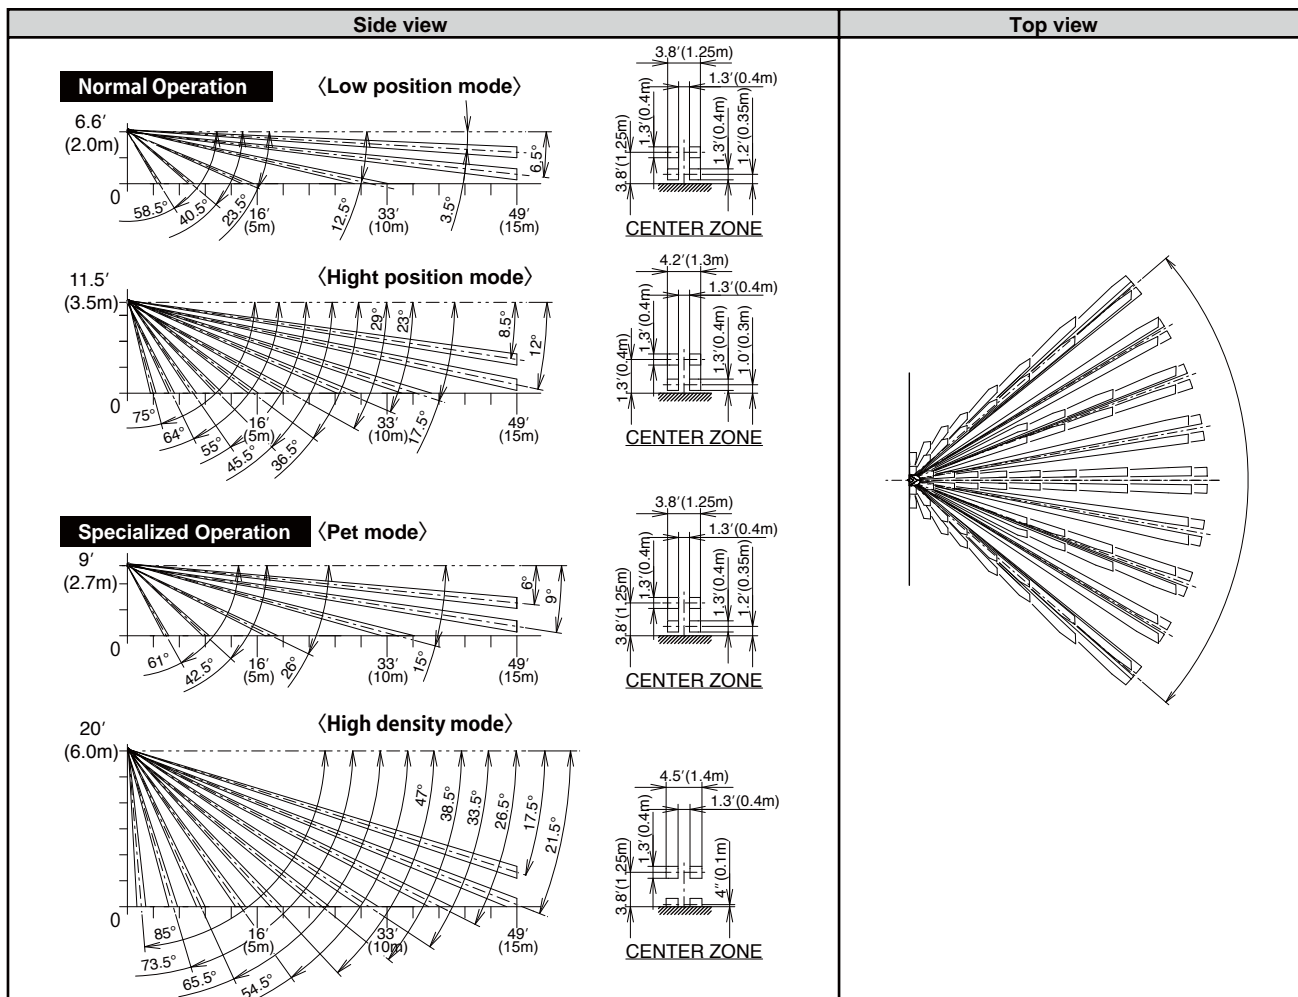 Side view
Top view
Normal Operation
〈Low position mode〉
6.6′
(2.0m)
0
58.5°
40.5°
23.5°
16′
(5m)
12.5°
33′
(10m)
3.5°
49′
(15m)
6.5°
3.8′(1.25m)
1.3′(0.4m)
1.3′(0.4m)
3.8′(1.25m)
1.3′(0.4m)
1.2′(0.35m)
CENTER ZONE
〈Hight position mode〉
11.5′
(3.5m)
0
75°
64°
55°
45.5°
36.5°
29°
23°
17.5°
8.5°
12°
16′
(5m)
33′
(10m)
49′
(15m)
4.2′(1.3m)
1.3′(0.4m)
1.3′(0.4m)
1.3′(0.4m)
1.3′(0.4m)
1.0′(0.3m)
CENTER ZONE
Specialized Operation
〈Pet mode〉
9′
(2.7m)
0
61°
42.5°
26°
15°
6°
9°
16′
(5m)
33′
(10m)
49′
(15m)
3.8′(1.25m)
1.3′(0.4m)
1.3′(0.4m)
3.8′(1.25m)
1.3′(0.4m)
1.2′(0.35m)
CENTER ZONE
〈High density mode〉
20′
(6.0m)
0
85°
73.5°
65.5°
54.5°
47°
38.5°
33.5°
26.5°
17.5°
21.5°
16′
(5m)
33′
(10m)
49′
(15m)
4.5′(1.4m)
1.3′(0.4m)
1.3′(0.4m)
3.8′(1.25m)
4″(0.1m)
CENTER ZONE